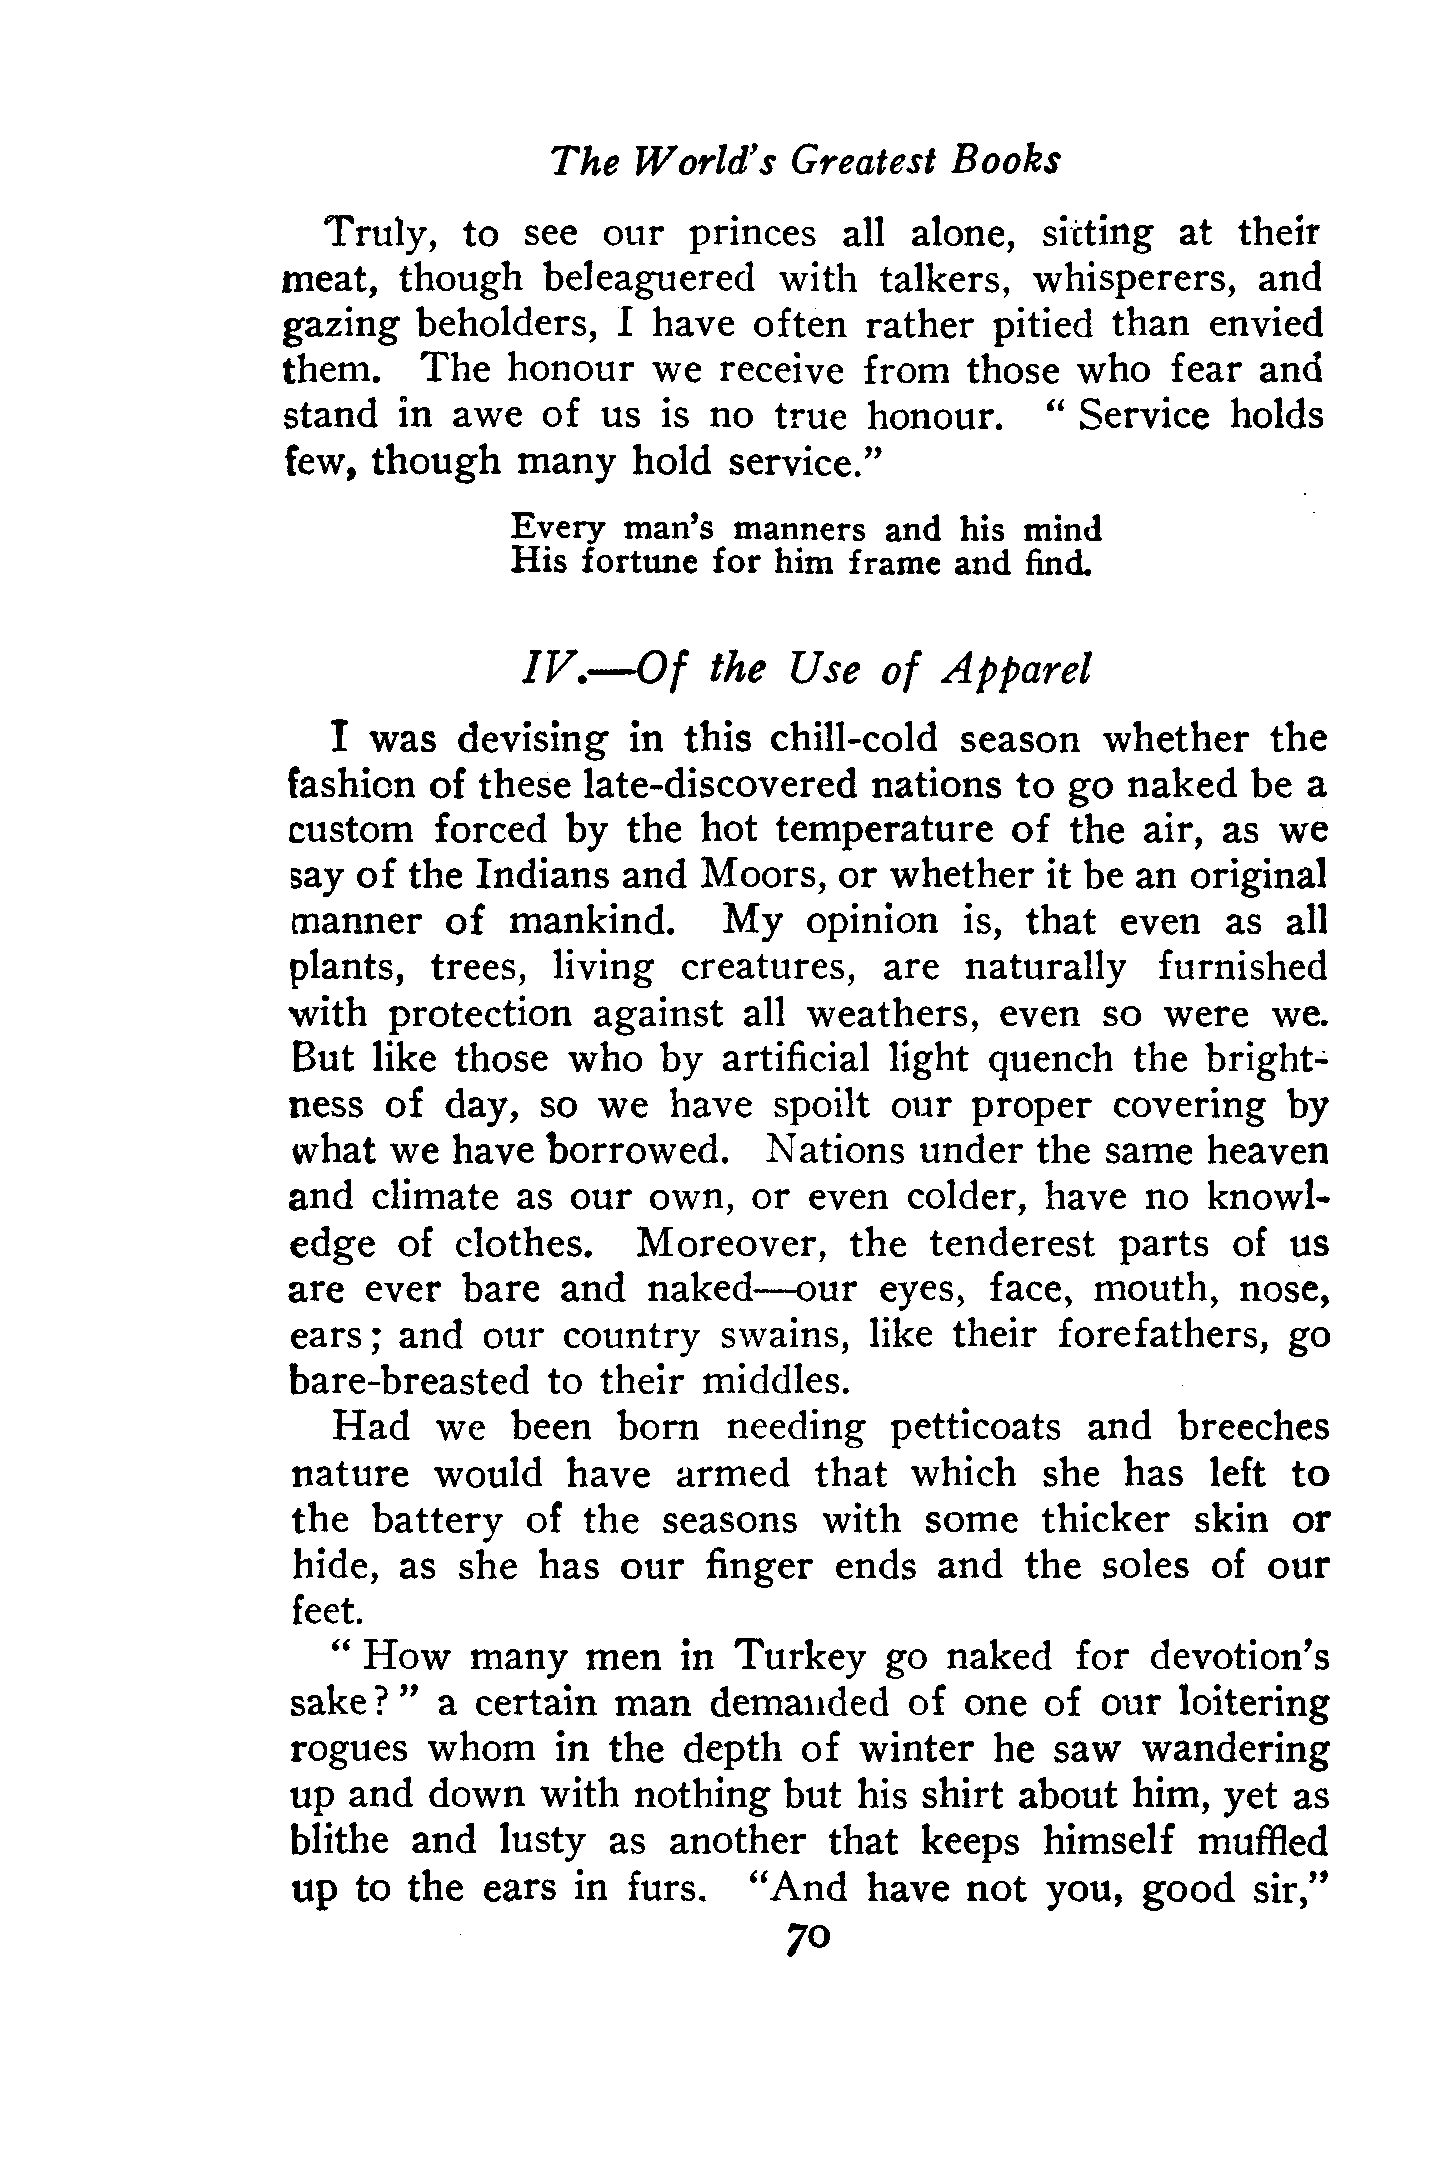 The World's Greatest Books
Truly, to see our princes all alone, sitting at their
meat, though beleaguered with talkers, whisperers, and
gazing beholders, I have often rather pitied than envied
them. The honour we receive from those who fear and
stand in awe of us is no true honour. " Service holds
few, though many hold service."
Every man's manners and his mind
His fortune for him frame and find.
IV.—Of the Use of Apparel
I was devising in this chill-cold season whether the
fashion of these late-discovered nations to go naked be a
custom forced by the hot temperature of the air, as we
say of the Indians and Moors, or whether it be an original
manner of mankind. My opinion is, that even as all
plants, trees, living creatures, are naturally furnished
with protection against all weathers, even so were we.
But like those who by artificial light quench the bright-
ness of day, so we have spoilt our proper covering by
what we have borrowed. Nations under the same heaven
and climate as our own, or even colder, have no knowl-
edge of clothes. Moreover, the tenderest parts of us
are ever bare and naked—our eyes, face, mouth, nose,
ears; and our country swains, like their forefathers, go
bare-breasted to their middles.
Had we been born needing petticoats and breeches
nature would have armed that which she has left to
the battery of the seasons with some thicker skin or
hide, as she has our finger ends and the soles of our
feet.
" How many men in Turkey go naked for devotion's
sake? " a certain man demanded of one of our loitering
rogues whom in the depth of winter he saw wandering
up and down with nothing but his shirt about him, yet as
blithe and lusty as another that keeps himself muffled
up to the ears in furs. "And have not you, good sir,"
70